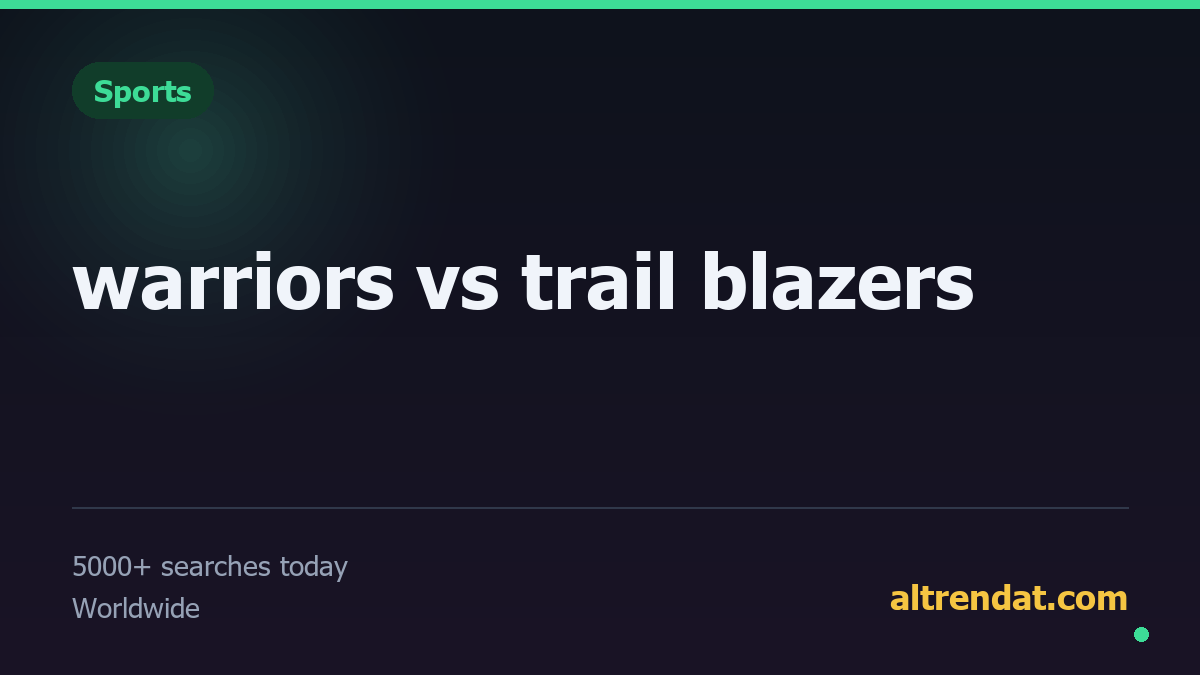 Sports
warriors vs trail blazers
5000+ searches today
Worldwide
altrendat.com